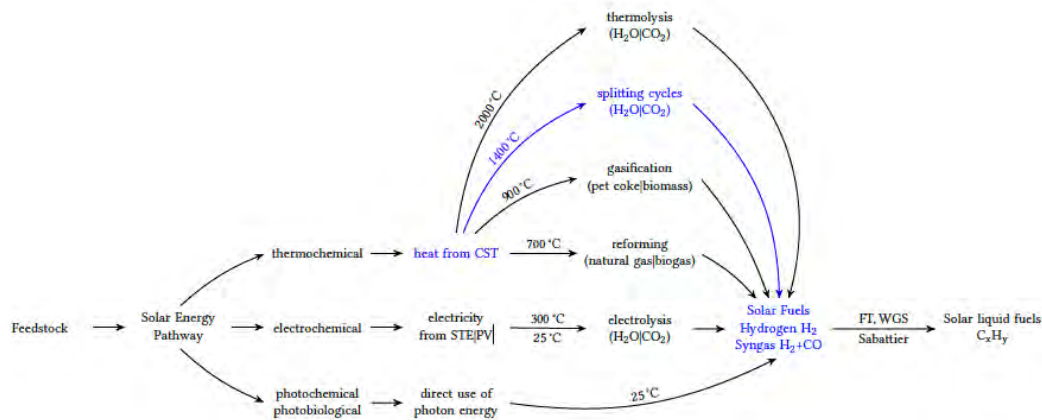 thermolysis
(H₂O|CO₂)
2000 °C
splitting cycles
(H₂O|CO₂)
1400 °C
gasification
(pet coke|biomass)
900 °C
thermochemical
heat from CST
700 °C
reforming
(natural gas|biogas)
Feedstock
Solar Energy
Pathway
electrochemical
electricity
from STE|PV|
300 °C
25 °C
electrolysis
(H₂O|CO₂)
Solar Fuels
Hydrogen H₂
Syngas H₂+CO
FT, WGS
Sabattier
Solar liquid fuels
CₓHᵧ
photochemical
photobiological
direct use of
photon energy
25 °C